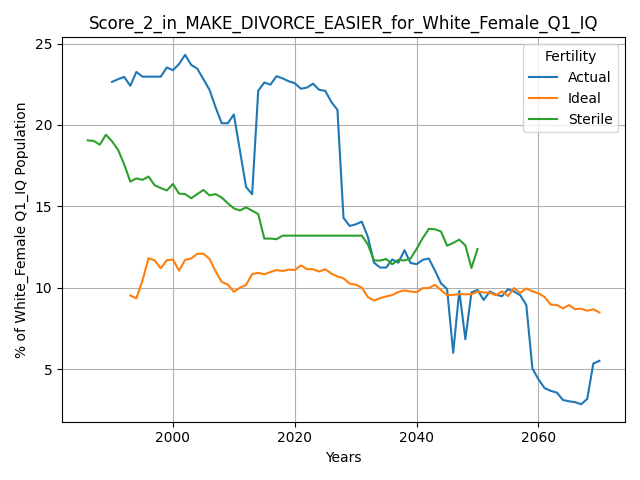 Score_2_in_MAKE_DIVORCE_EASIER_for_White_Female_Q1_IQ
Fertility
Actual
Ideal
Sterile
% of White_Female Q1_IQ Population
25
20
15
10
5
2000 2020 2040 2060
Years